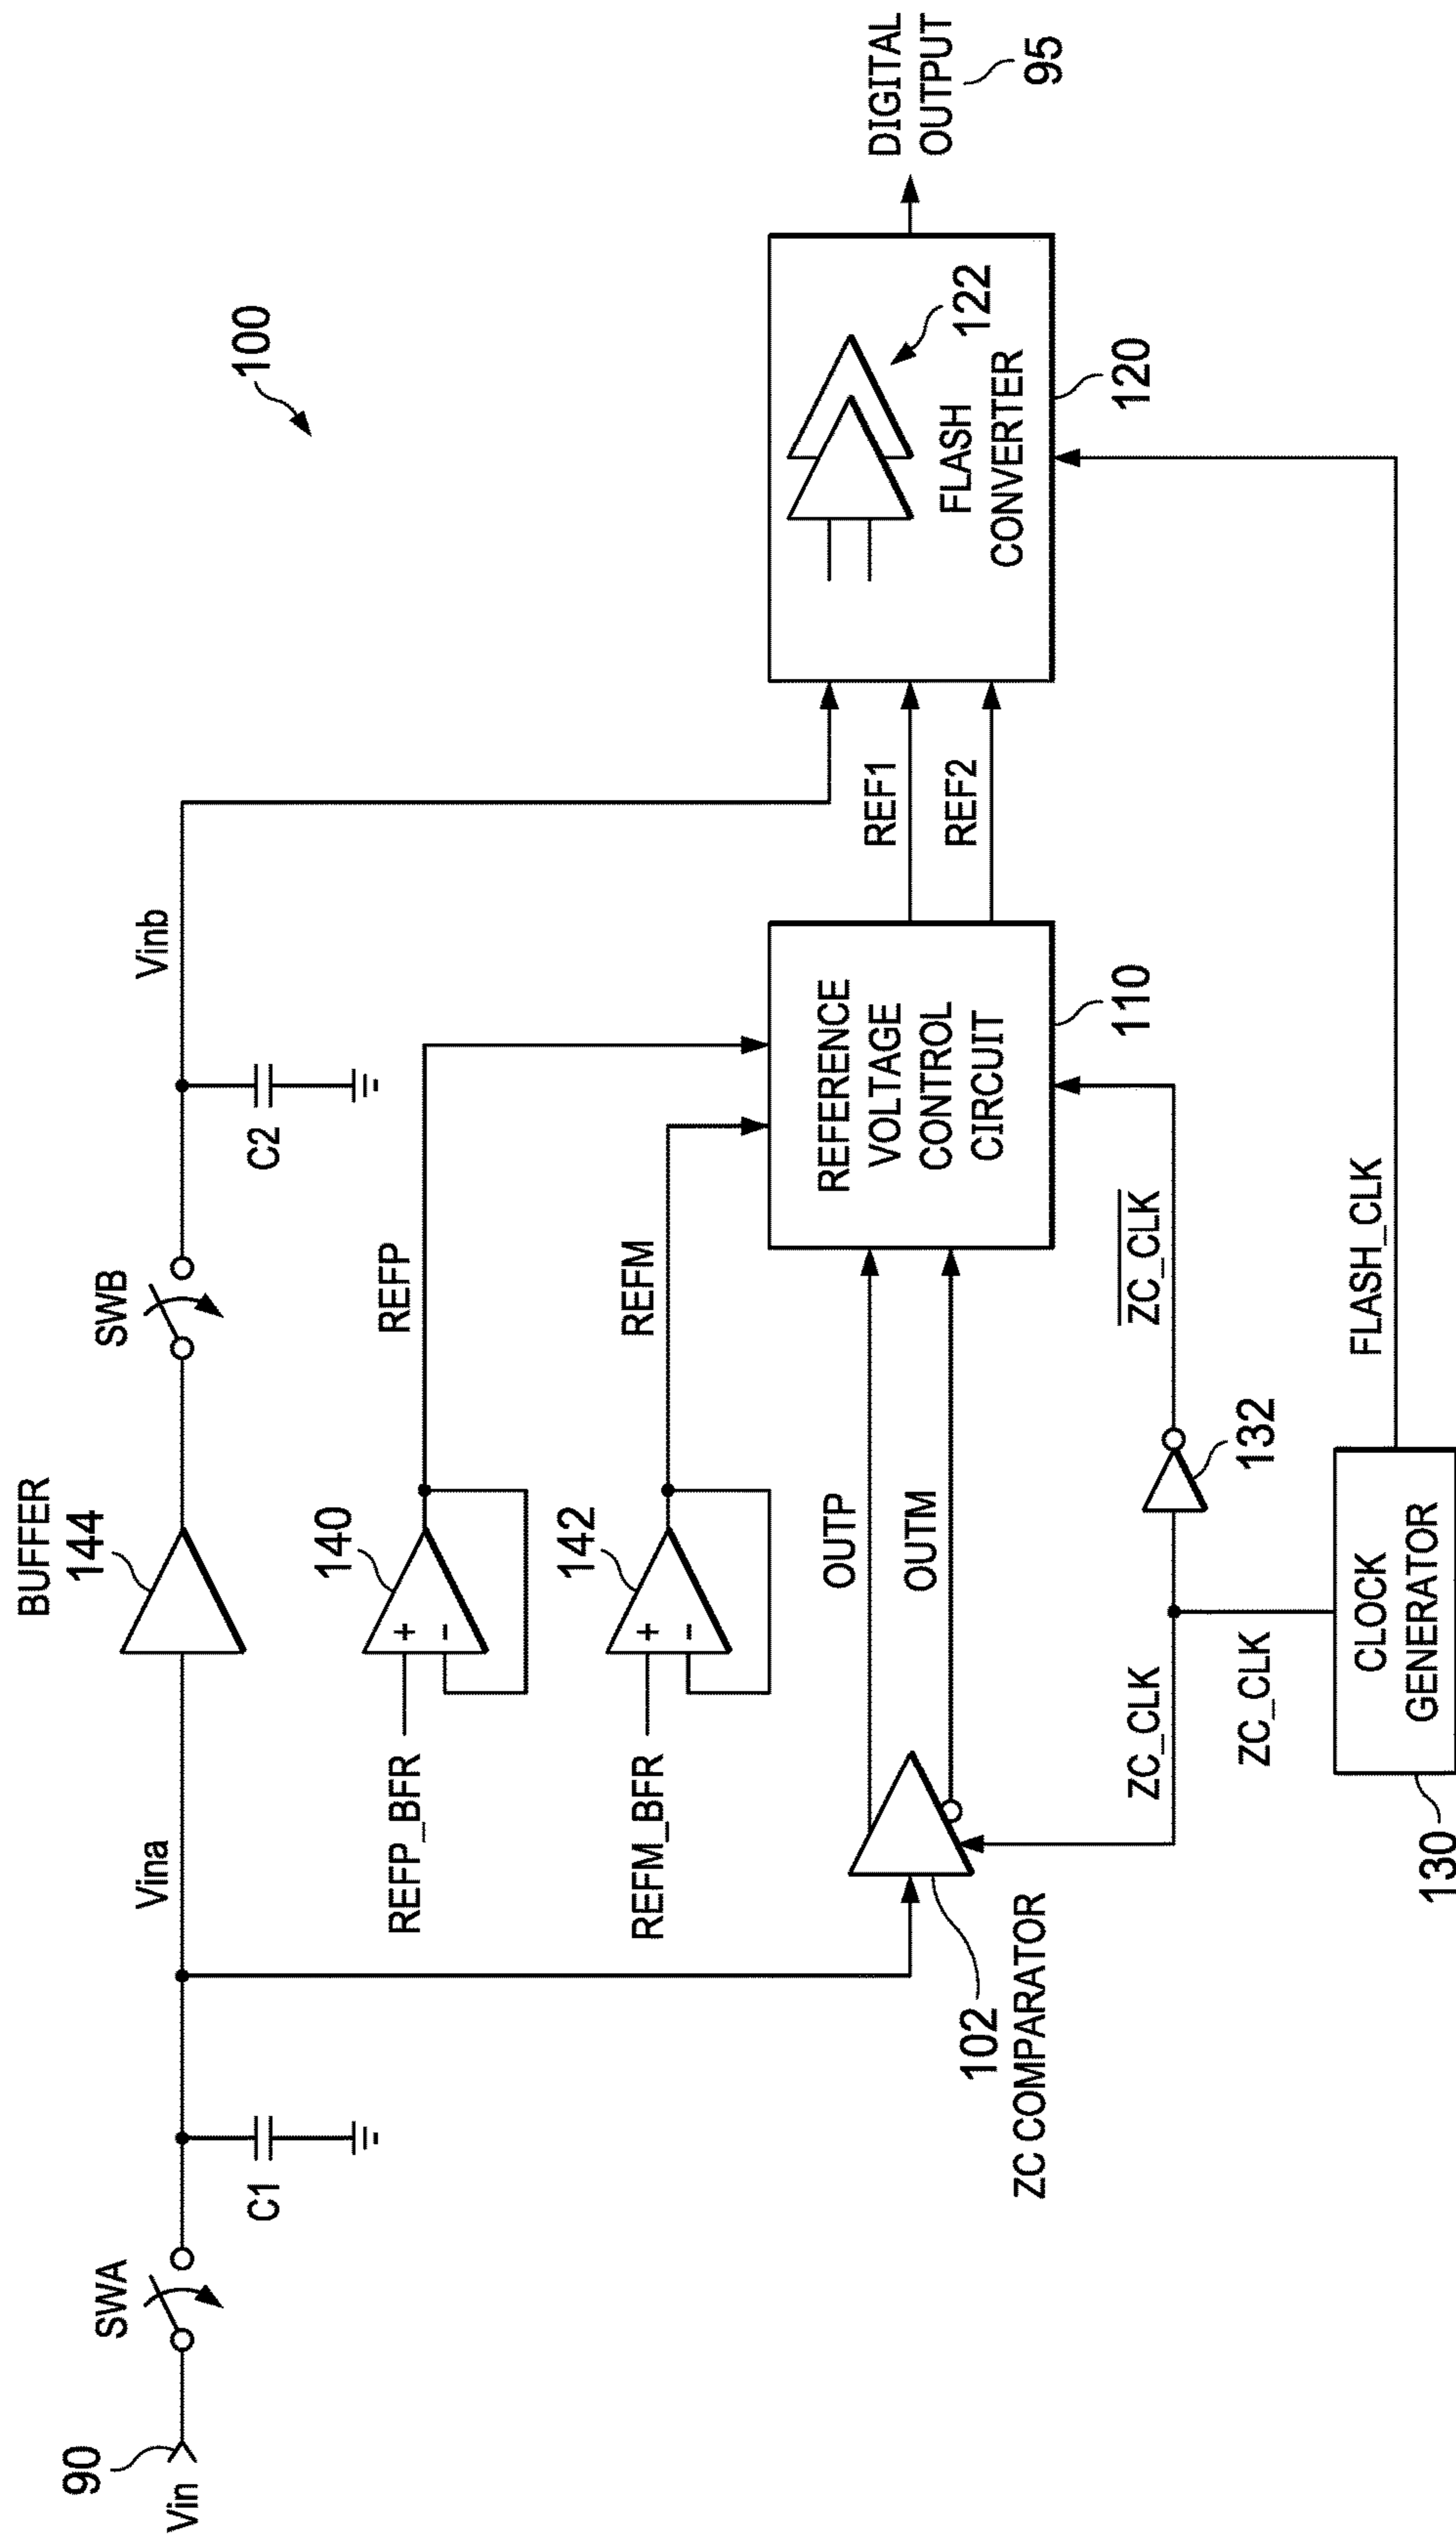 100
BUFFER
144
Vin
90
SWA
C1
Vina
SWB
C2
Vinb
REFP_BFR
+
-
140
REFP
REFM_BFR
+
-
142
REFM
102
ZC COMPARATOR
OUTP
OUTM
REFERENCE
VOLTAGE
CONTROL
CIRCUIT
110
REF1
REF2
122
FLASH
CONVERTER
120
DIGITAL
OUTPUT
95
ZC_CLK
132
ZC_CLK
ZC_CLK
CLOCK
GENERATOR
130
FLASH_CLK